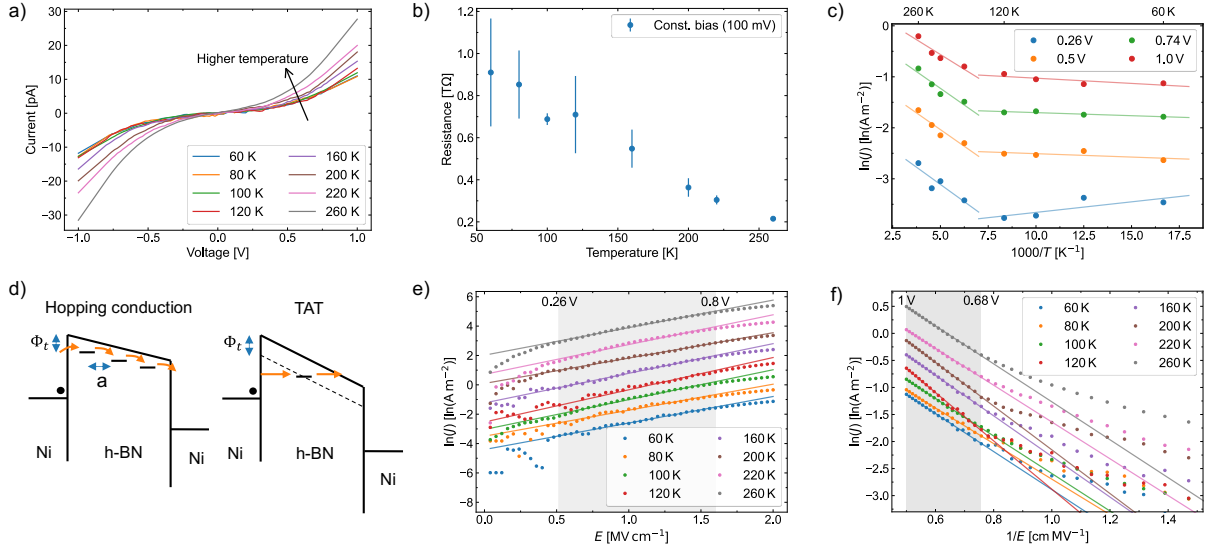 a)
Current [pA]
30
20
10
0
−10
−20
−30
Higher temperature
60 K
80 K
100 K
120 K
160 K
200 K
220 K
260 K
−1.0
−0.5
0.0
0.5
1.0
Voltage [V]
b)
Resistance [TΩ]
1.2
1.0
0.8
0.6
0.4
0.2
Const. bias (100 mV)
50
100
150
200
250
Temperature [K]
c)
260 K
120 K
60 K
ln(J) [ln(A m−2)]
0
−1
−2
−3
0.26 V
0.5 V
0.74 V
1.0 V
2.5
5.0
7.5
10.0
12.5
15.0
17.5
1000/T [K−1]
d)
Hopping conduction
TAT
Φt
a
Ni
h-BN
Ni
Φt
Ni
h-BN
Ni
e)
ln(J) [ln(A m−2)]
6
4
2
0
−2
−4
−6
0.26 V
0.8 V
60 K
80 K
100 K
120 K
160 K
200 K
220 K
260 K
0.0
0.5
1.0
1.5
2.0
E [MV cm−1]
f)
ln(J) [ln(A m−2)]
0.5
0.0
−0.5
−1.0
−1.5
−2.0
−2.5
−3.0
1 V
0.68 V
60 K
80 K
100 K
120 K
160 K
200 K
220 K
260 K
0.6
0.8
1.0
1.2
1.4
1/E [cm MV−1]